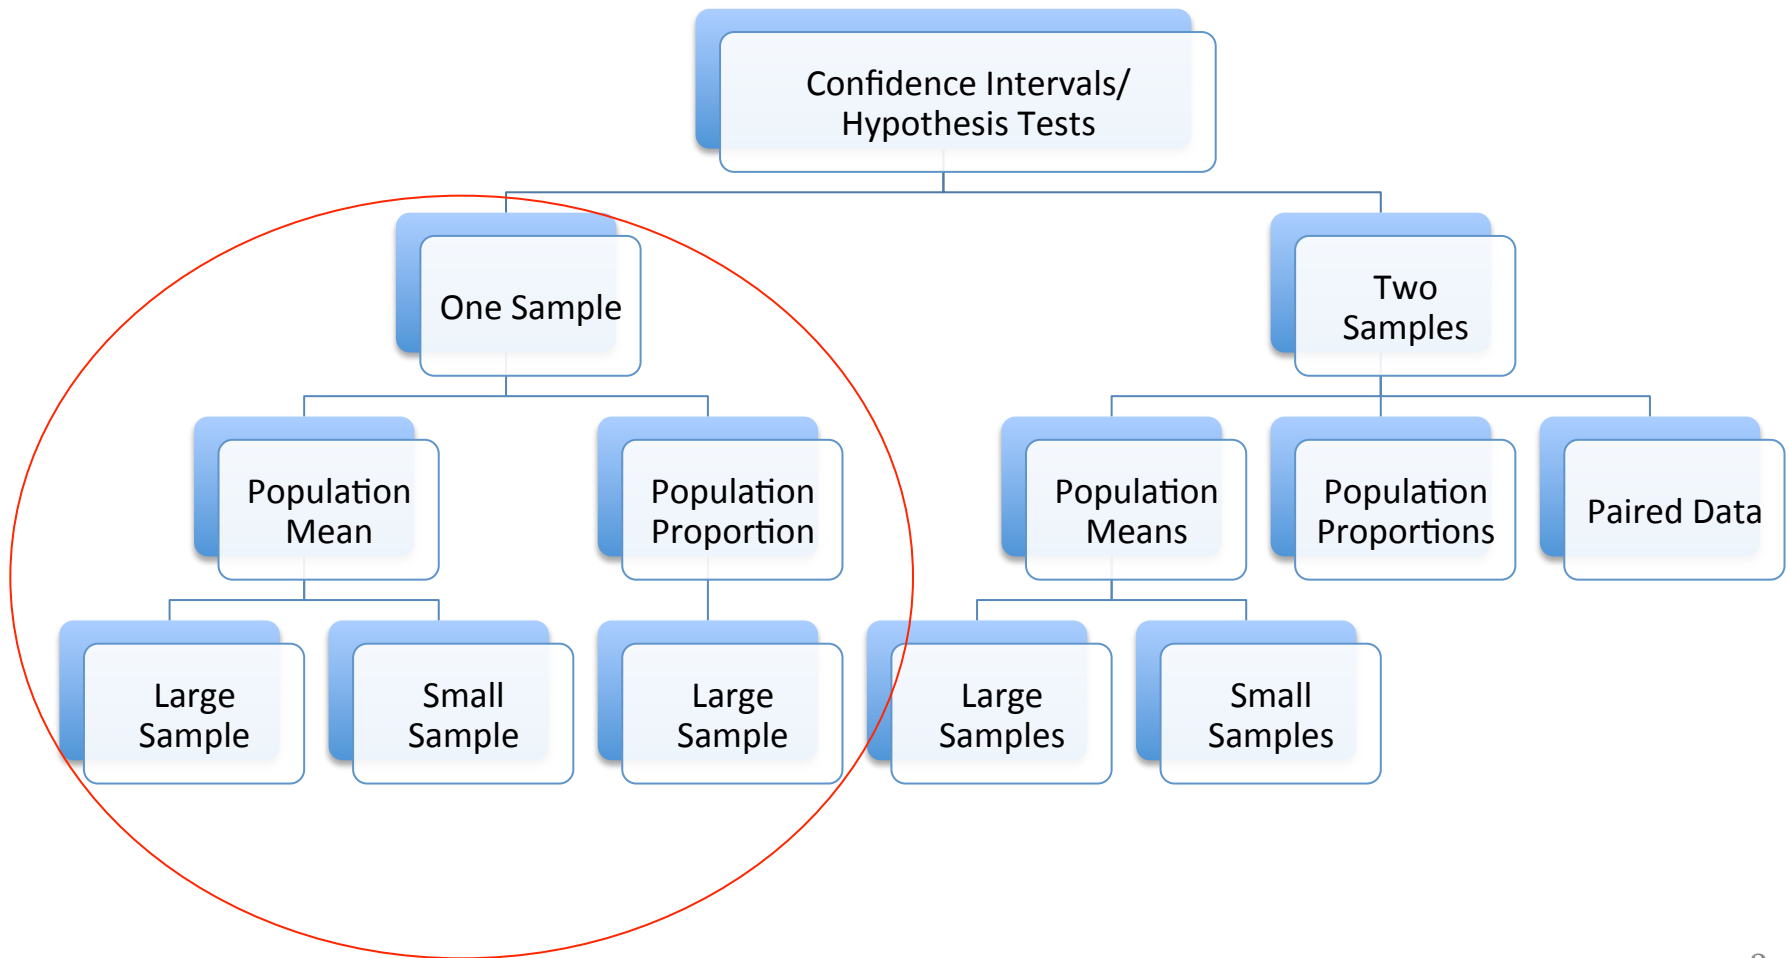 Confidence Intervals/
Hypothesis Tests
One Sample
Two
Samples
Population
Mean
Population
Proportion
Population
Means
Population
Proportions
Paired Data
Large
Sample
Small
Sample
Large
Sample
Large
Samples
Small
Samples